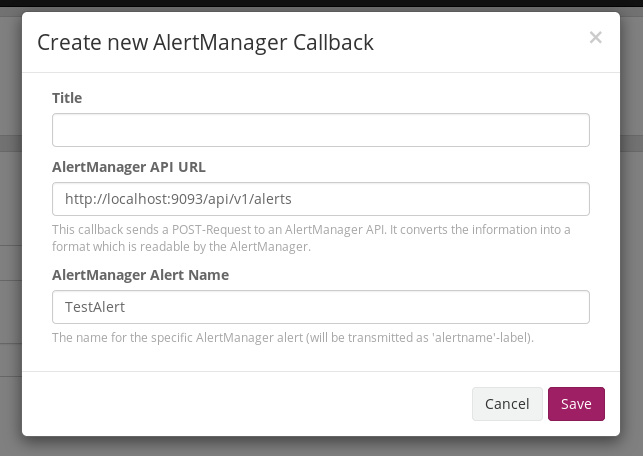 Create new AlertManager Callback
×
Title
AlertManager API URL
http://localhost:9093/api/v1/alerts
This callback sends a POST-Request to an AlertManager API. It converts the information into a
format which is readable by the AlertManager.
AlertManager Alert Name
TestAlert
The name for the specific AlertManager alert (will be transmitted as 'alertname'-label).
Cancel Save